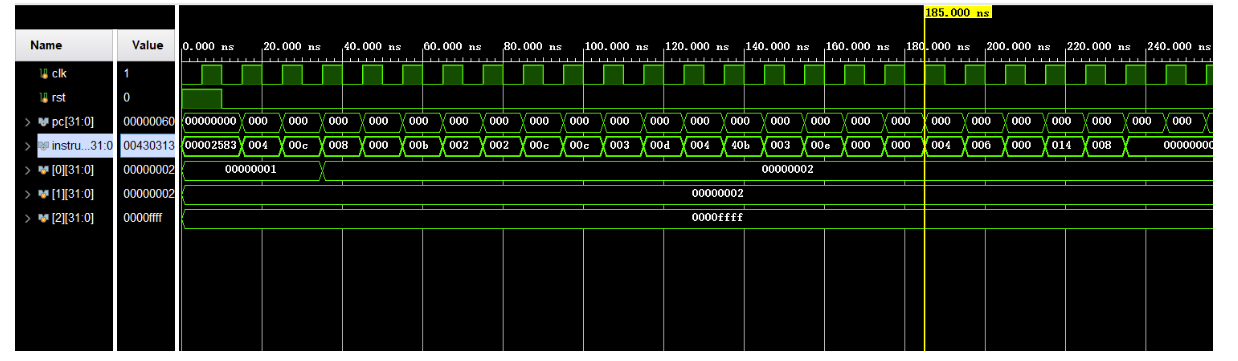 185.000 ns
Name Value 0.000 ns 20.000 ns 40.000 ns 60.000 ns 80.000 ns 100.000 ns 120.000 ns 140.000 ns 160.000 ns 180.000 ns 200.000 ns 220.000 ns 240.000 ns
clk 1
rst 0
pc[31:0] 00000060 00000000 000 000 000 000 000 000 000 000 000 000 000 000 000 000 000 000 000 000 000 000 000 000 000 000
instru...31:0 00430313 00002583 004 00c 008 000 00b 002 002 00c 00c 003 00d 004 40b 003 00e 000 000 004 006 000 014 008 00000000
[0][31:0] 00000002 00000001 00000002
[1][31:0] 00000002 00000002
[2][31:0] 0000ffff 0000ffff